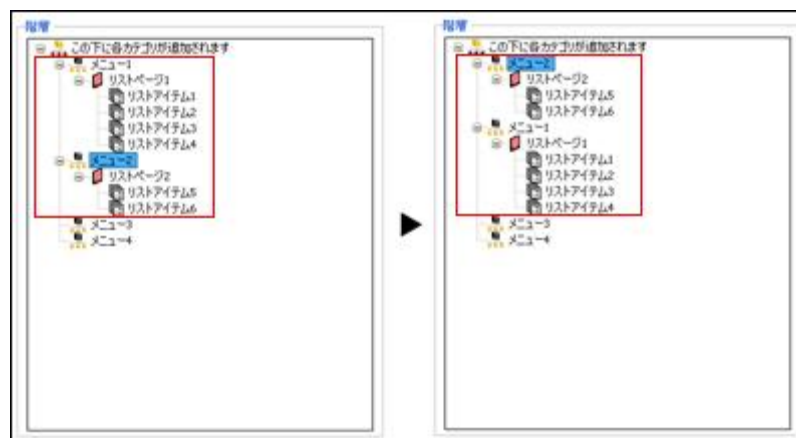 階層
この下に各カテゴリが追加されます
メニュー1
リストページ1
リストアイテム1
リストアイテム2
リストアイテム3
リストアイテム4
メニュー2
リストページ2
リストアイテム5
リストアイテム6
メニュー3
メニュー4
階層
この下に各カテゴリが追加されます
メニュー2
リストページ2
リストアイテム5
リストアイテム6
メニュー1
リストページ1
リストアイテム1
リストアイテム2
リストアイテム3
リストアイテム4
メニュー3
メニュー4